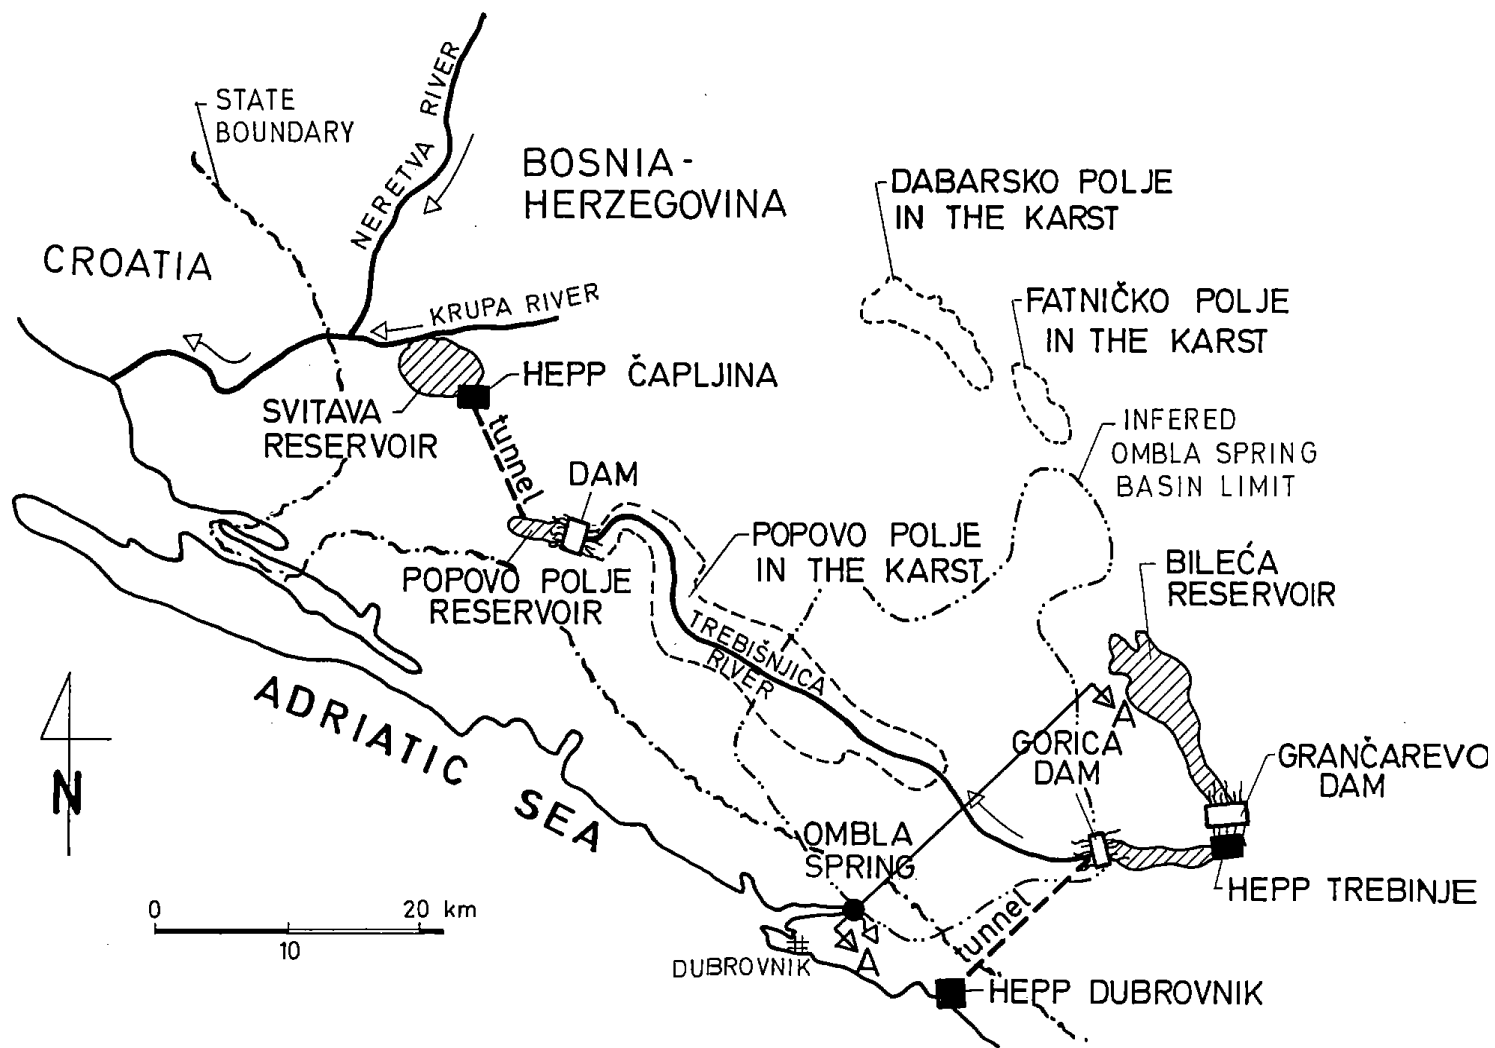 STATE
BOUNDARY
NERETVA RIVER
BOSNIA -
HERZEGOVINA
DABARSKO POLJE
IN THE KARST
CROATIA
KRUPA RIVER
FATNIČKO POLJE
IN THE KARST
HEPP ČAPLJINA
SVITAVA
RESERVOIR
tunnel
INFERED
OMBLA SPRING
BASIN LIMIT
DAM
POPOVO POLJE
IN THE KARST
BILEĆA
RESERVOIR
POPOVO POLJE
RESERVOIR
TREBIŠNJICA
RIVER
ADRIATIC SEA
A
GORICA
DAM
GRANČAREVO
DAM
N
OMBLA
SPRING
HEPP TREBINJE
0 20 km
10
tunnel
A
DUBROVNIK
HEPP DUBROVNIK